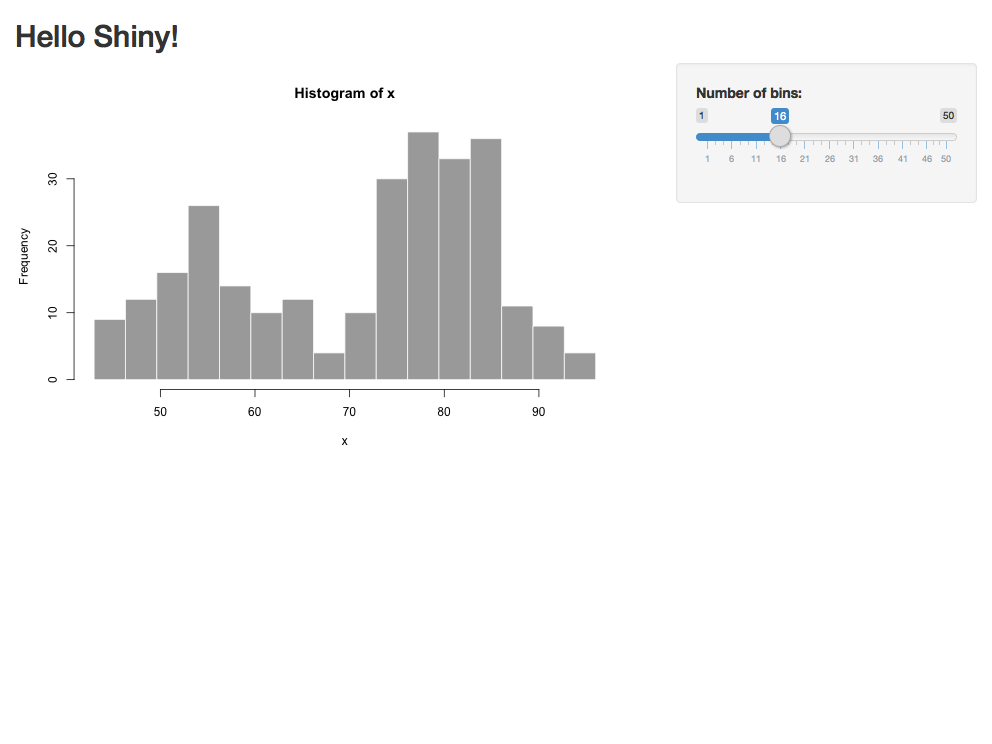 Hello Shiny!
Histogram of x
Frequency
0 10 20 30
50 60 70 80 90
x
Number of bins:
1 16 50
1 6 11 16 21 26 31 36 41 46 50